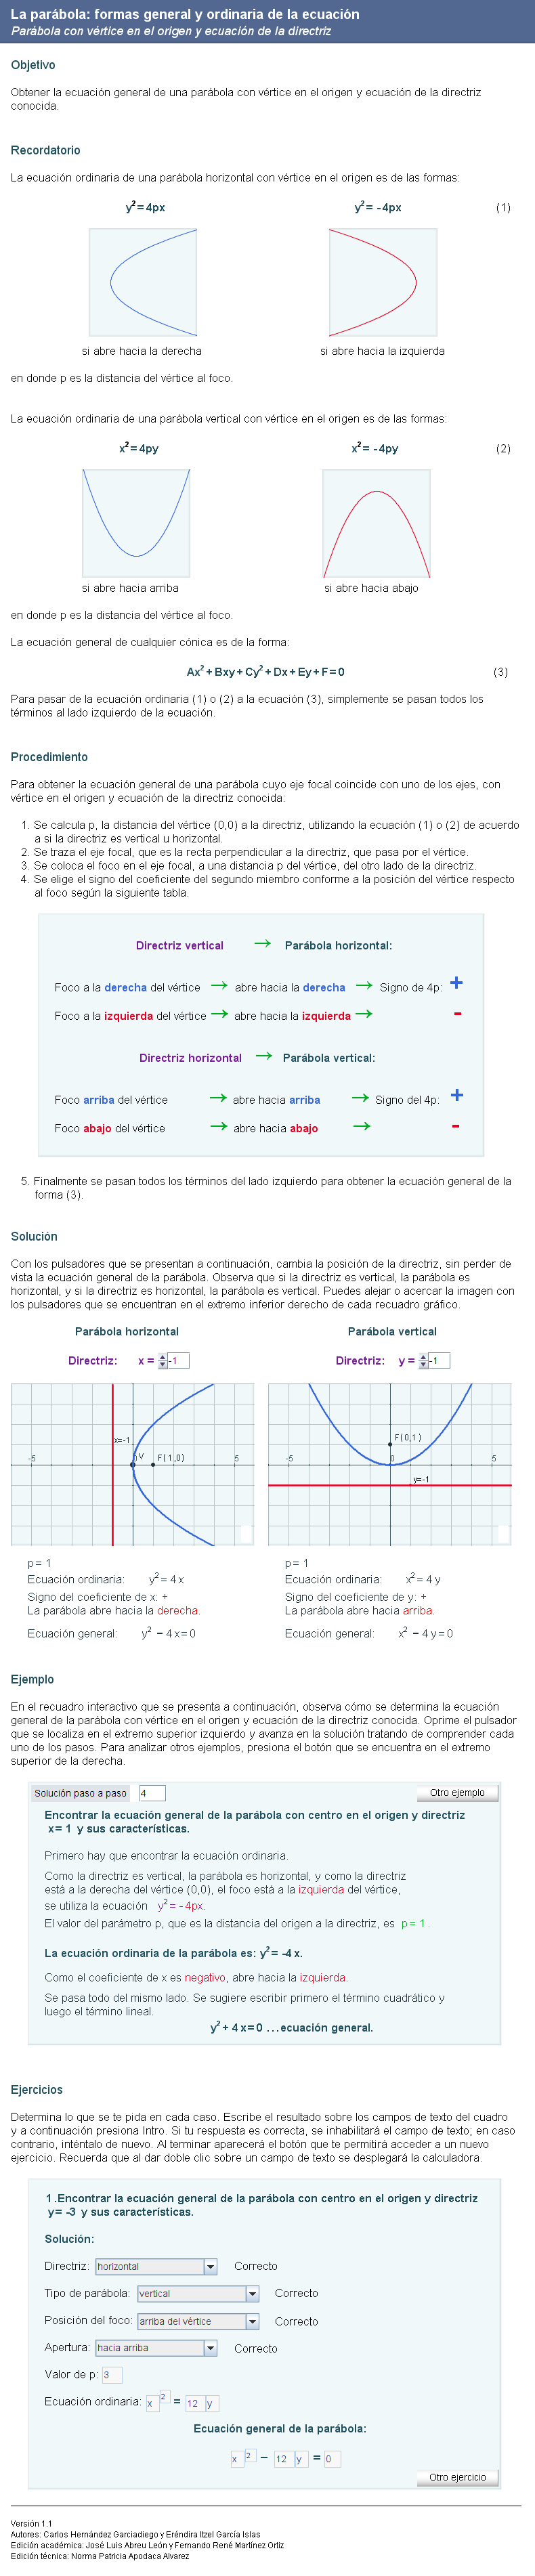 La parábola: formas general y ordinaria de la ecuación
Parábola con vértice en el origen y ecuación de la directriz
Objetivo
Obtener la ecuación general de una parábola con vértice en el origen y ecuación de la directriz
conocida.
Recordatorio
La ecuación ordinaria de una parábola horizontal con vértice en el origen es de las formas:
y²=4px y²= -4px (1)
si abre hacia la derecha si abre hacia la izquierda
en donde p es la distancia del vértice al foco.
La ecuación ordinaria de una parábola vertical con vértice en el origen es de las formas:
x²=4py x²= -4py (2)
si abre hacia arriba si abre hacia abajo
en donde p es la distancia del vértice al foco.
La ecuación general de cualquier cónica es de la forma:
Ax²+Bxy+Cy²+Dx+Ey+F=0 (3)
Para pasar de la ecuación ordinaria (1) o (2) a la ecuación (3), simplemente se pasan todos los
términos al lado izquierdo de la ecuación.
Procedimiento
Para obtener la ecuación general de una parábola cuyo eje focal coincide con uno de los ejes, con
vértice en el origen y ecuación de la directriz conocida:
1. Se calcula p, la distancia del vértice (0,0) a la directriz, utilizando la ecuación (1) o (2) de acuerdo
a si la directriz es vertical u horizontal.
2. Se traza el eje focal, que es la recta perpendicular a la directriz, que pasa por el vértice.
3. Se coloca el foco en el eje focal, a una distancia p del vértice, del otro lado de la directriz.
4. Se elige el signo del coeficiente del segundo miembro conforme a la posición del vértice respecto
al foco según la siguiente tabla.
Directriz vertical → Parábola horizontal:
Foco a la derecha del vértice → abre hacia la derecha → Signo de 4p: +
Foco a la izquierda del vértice → abre hacia la izquierda → -
Directriz horizontal → Parábola vertical:
Foco arriba del vértice → abre hacia arriba → Signo del 4p: +
Foco abajo del vértice → abre hacia abajo → -
5. Finalmente se pasan todos los términos del lado izquierdo para obtener la ecuación general de la
forma (3).
Solución
Con los pulsadores que se presentan a continuación, cambia la posición de la directriz, sin perder de
vista la ecuación general de la parábola. Observa que si la directriz es vertical, la parábola es
horizontal, y si la directriz es horizontal, la parábola es vertical. Puedes alejar o acercar la imagen con
los pulsadores que se encuentran en el extremo inferior derecho de cada recuadro gráfico.
Parábola horizontal Parábola vertical
Directriz: x = -1 Directriz: y = -1
x=-1 F(0,1)
-5 0 V F(1,0) 5 -5 0 5
y=-1
p= 1 p= 1
Ecuación ordinaria: y²= 4 x Ecuación ordinaria: x²= 4 y
Signo del coeficiente de x: + Signo del coeficiente de y: +
La parábola abre hacia la derecha. La parábola abre hacia arriba.
Ecuación general: y² - 4 x=0 Ecuación general: x² - 4 y=0
Ejemplo
En el recuadro interactivo que se presenta a continuación, observa cómo se determina la ecuación
general de la parábola con vértice en el origen y ecuación de la directriz conocida. Oprime el pulsador
que se localiza en el extremo superior izquierdo y avanza en la solución tratando de comprender cada
uno de los pasos. Para analizar otros ejemplos, presiona el botón que se encuentra en el extremo
superior de la derecha.
Solución paso a paso 4 Otro ejemplo
Encontrar la ecuación general de la parábola con centro en el origen y directriz
x= 1 y sus características.
Primero hay que encontrar la ecuación ordinaria.
Como la directriz es vertical, la parábola es horizontal, y como la directriz
está a la derecha del vértice (0,0), el foco está a la izquierda del vértice,
se utiliza la ecuación y²= -4px.
El valor del parámetro p, que es la distancia del origen a la directriz, es p= 1 .
La ecuación ordinaria de la parábola es: y²= -4 x.
Como el coeficiente de x es negativo, abre hacia la izquierda.
Se pasa todo del mismo lado. Se sugiere escribir primero el término cuadrático y
luego el término lineal.
y²+ 4 x=0 ...ecuación general.
Ejercicios
Determina lo que se te pida en cada caso. Escribe el resultado sobre los campos de texto del cuadro
y a continuación presiona Intro. Si tu respuesta es correcta, se inhabilitará el campo de texto; en caso
contrario, inténtalo de nuevo. Al terminar aparecerá el botón que te permitirá acceder a un nuevo
ejercicio. Recuerda que al dar doble clic sobre un campo de texto se desplegará la calculadora.
1.Encontrar la ecuación general de la parábola con centro en el origen y directriz
y= -3 y sus características.
Solución:
Directriz: horizontal Correcto
Tipo de parábola: vertical Correcto
Posición del foco: arriba del vértice Correcto
Apertura: hacia arriba Correcto
Valor de p: 3
Ecuación ordinaria: x 2 = 12 y
Ecuación general de la parábola:
x 2 - 12 y = 0
Otro ejercicio
Versión 1.1
Autores: Carlos Hernández Garciadiego y Eréndira Itzel García Islas
Edición académica: José Luis Abreu León y Fernando René Martínez Ortiz
Edición técnica: Norma Patricia Apodaca Alvarez